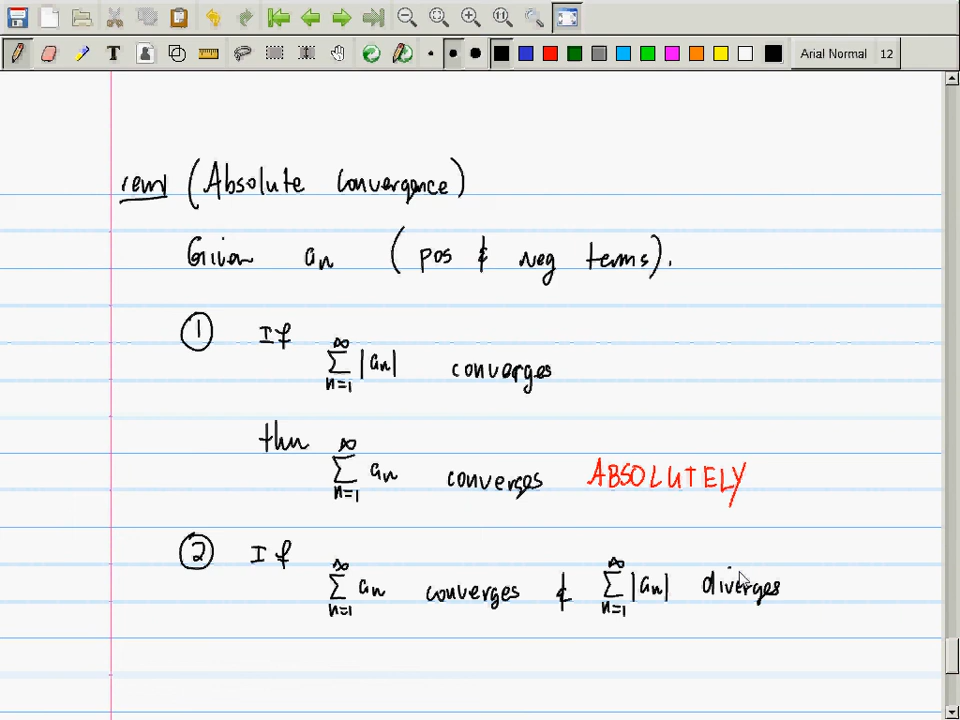 Arial Normal 12
rem (Absolute Convergence)
Given aₙ (pos & neg terms).
① If ∞∑n=1 |aₙ| converges
then ∞∑n=1 aₙ converges ABSOLUTELY
② If ∞∑n=1 aₙ converges & ∞∑n=1 |aₙ| diverges